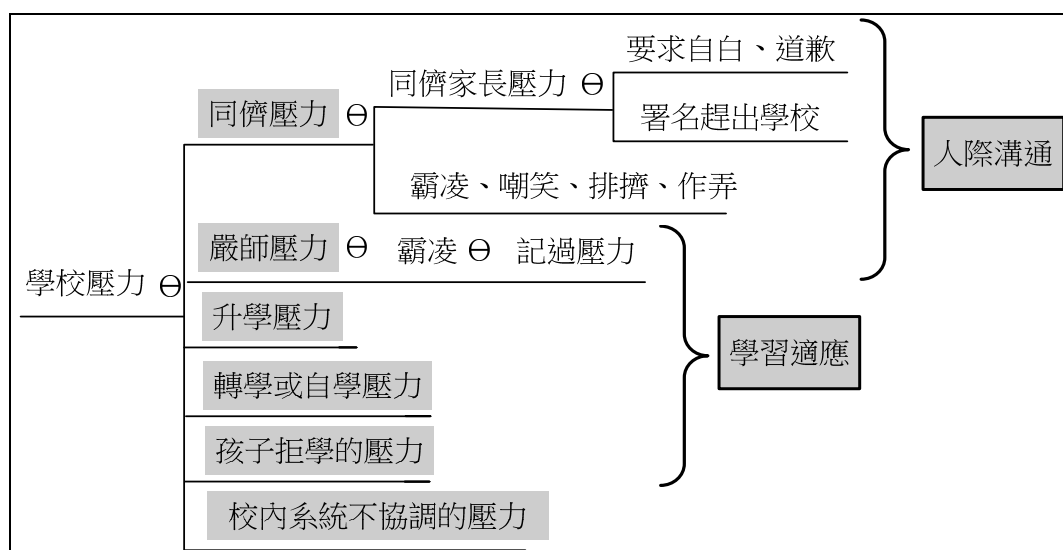 學校壓力
同儕壓力
同儕家長壓力
要求自白、道歉
署名趕出學校
霸凌、嘲笑、排擠、作弄
嚴師壓力
霸凌
記過壓力
升學壓力
轉學或自學壓力
孩子拒學的壓力
校內系統不協調的壓力
人際溝通
學習適應